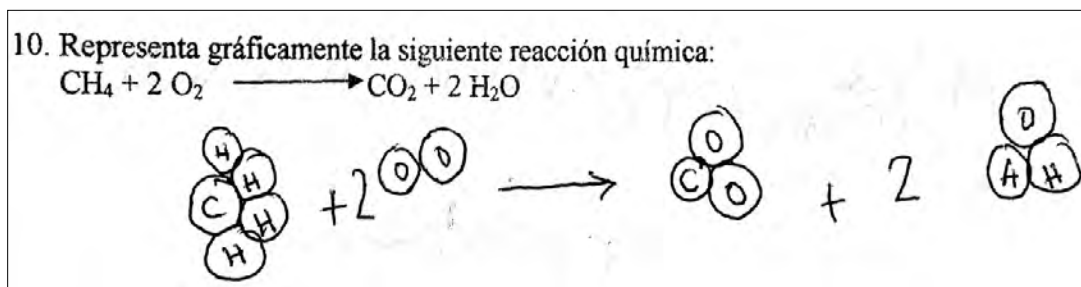 10. Representa gráficamente la siguiente reacción química:
CH₄ + 2 O₂ ⟶ CO₂ + 2 H₂O
H H C H H + 2 O O ⟶ O C O + 2 O H H